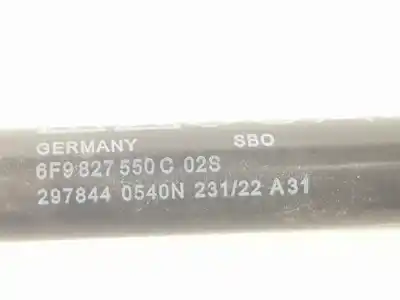 GERMANY SBO
6F9 827 550 C 02S
297844 0540N 231/22 A31